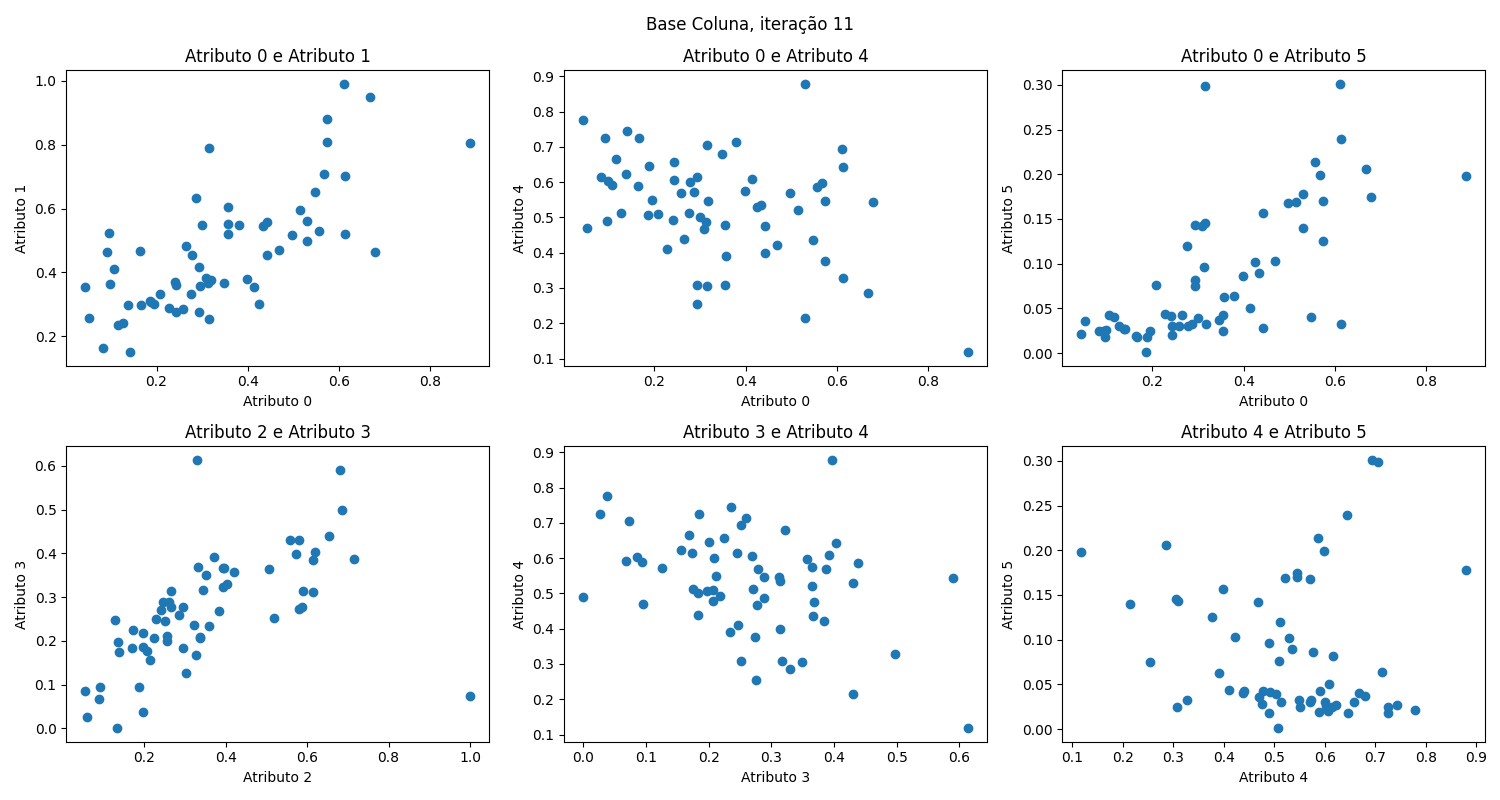 Base Coluna, iteração 11
Atributo 0 e Atributo 1
Atributo 1
1.0
0.8
0.6
0.4
0.2
0.2 0.4 0.6 0.8
Atributo 0
Atributo 0 e Atributo 4
Atributo 4
0.9
0.8
0.7
0.6
0.5
0.4
0.3
0.2
0.1
0.2 0.4 0.6 0.8
Atributo 0
Atributo 0 e Atributo 5
Atributo 5
0.30
0.25
0.20
0.15
0.10
0.05
0.00
0.2 0.4 0.6 0.8
Atributo 0
Atributo 2 e Atributo 3
Atributo 3
0.6
0.5
0.4
0.3
0.2
0.1
0.0
0.2 0.4 0.6 0.8 1.0
Atributo 2
Atributo 3 e Atributo 4
Atributo 4
0.9
0.8
0.7
0.6
0.5
0.4
0.3
0.2
0.1
0.0 0.1 0.2 0.3 0.4 0.5 0.6
Atributo 3
Atributo 4 e Atributo 5
Atributo 5
0.30
0.25
0.20
0.15
0.10
0.05
0.00
0.1 0.2 0.3 0.4 0.5 0.6 0.7 0.8 0.9
Atributo 4